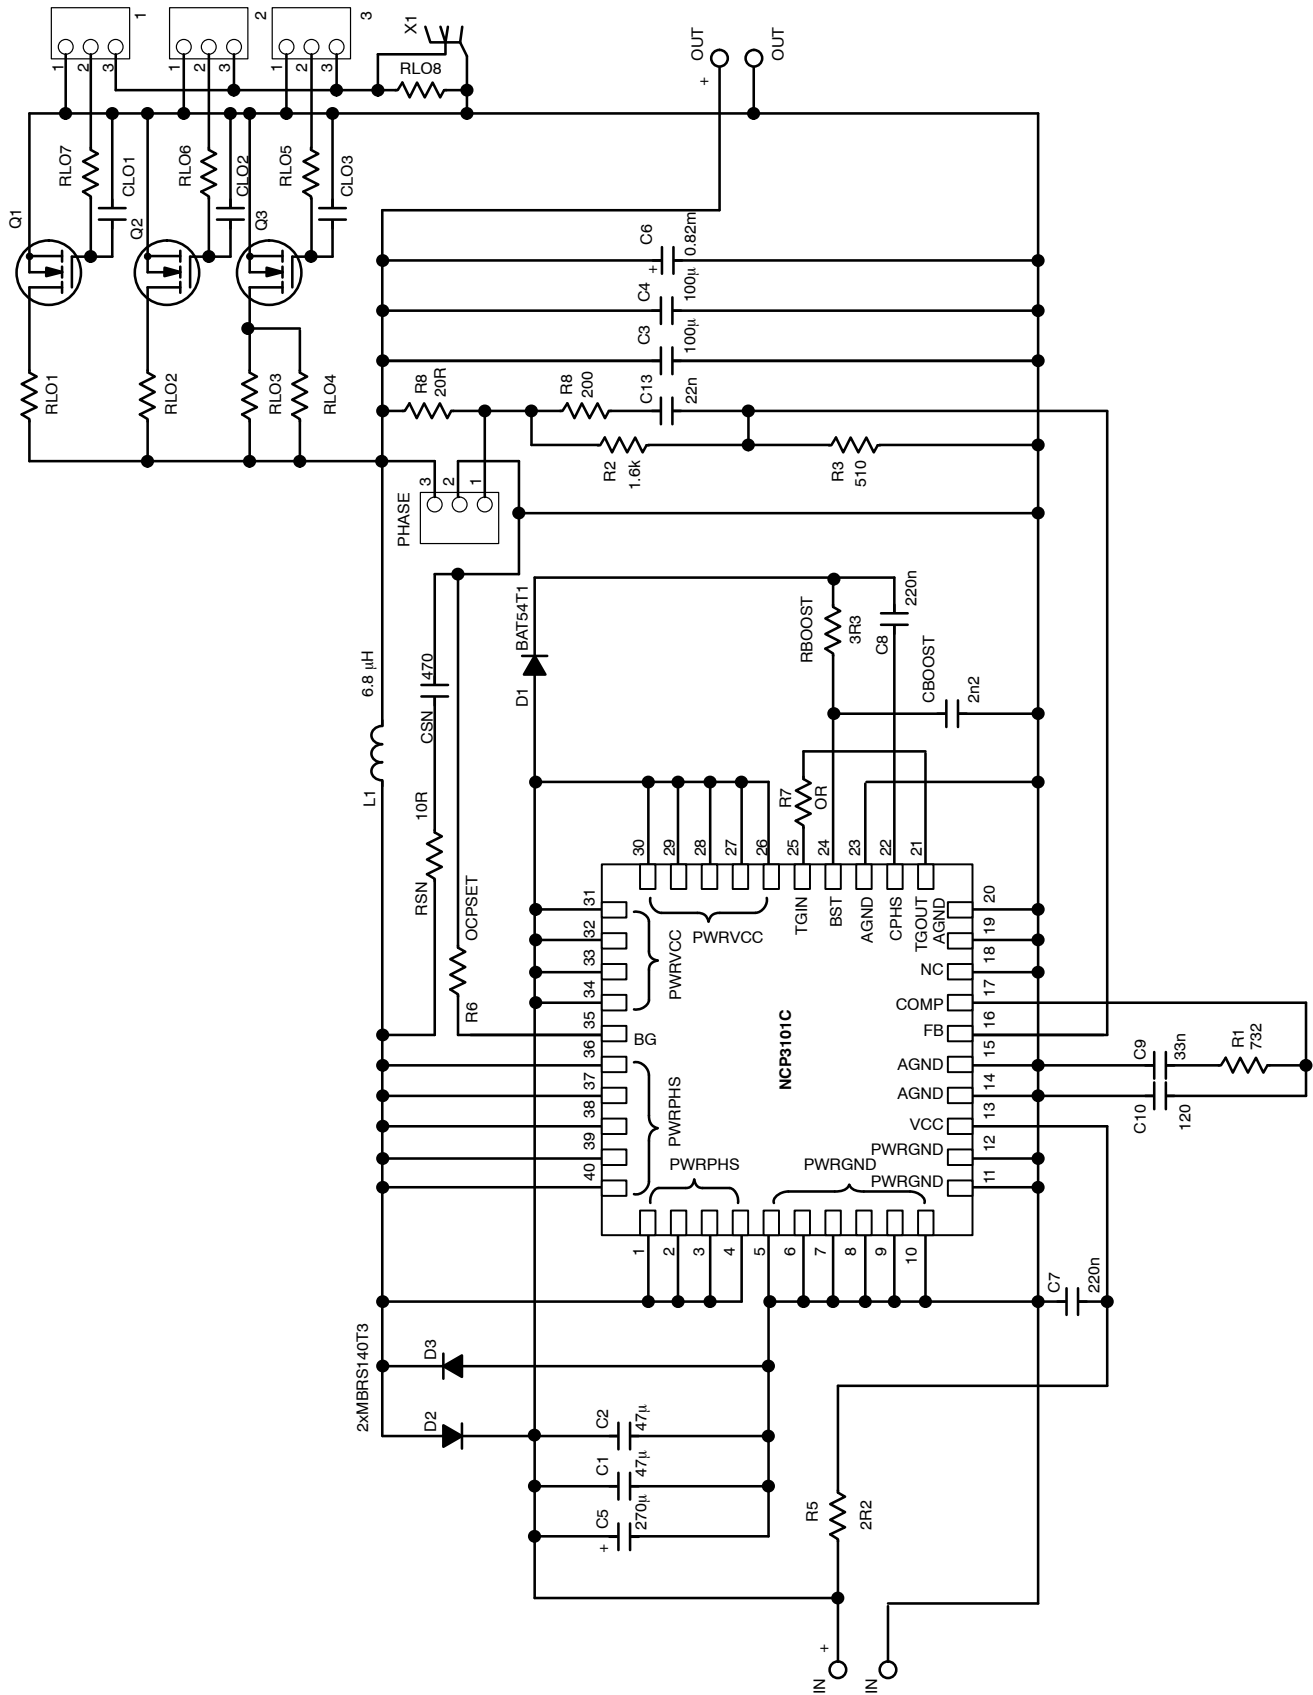 1
2
3
1
2
3
1
2
3
1
2
3
X1
RLO8
OUT
+
OUT
RLO7
CLO1
RLO6
CLO2
RLO5
CLO3
Q1
Q2
Q3
RLO1
RLO2
RLO3
RLO4
C6
+
0.82m
C4
100µ
C3
100µ
R8
20R
R8
200
C13
22n
R2
1.6k
R3
510
PHASE
3
2
1
6.8 µH
L1
470
CSN
10R
RSN
OCPSET
R6
BAT54T1
D1
RBOOST
3R3
C8
220n
CBOOST
2n2
R7
OR
30
29
28
27
26
25
24
23
22
21
PWRVCC
TGIN
BST
AGND
CPHS
TGOUT
31
32
33
34
35
36
37
38
39
40
PWRVCC
BG
PWRPHS
NCP3101C
20
19
18
17
16
15
14
13
12
11
AGND
NC
COMP
FB
AGND
AGND
VCC
PWRGND
PWRGND
PWRPHS
PWRGND
1
2
3
4
5
6
7
8
9
10
C9
33n
R1
732
C10
120
C7
220n
2xMBRS140T3
D3
D2
C2
47µ
C1
47µ
C5
+
270µ
R5
2R2
IN
+
IN